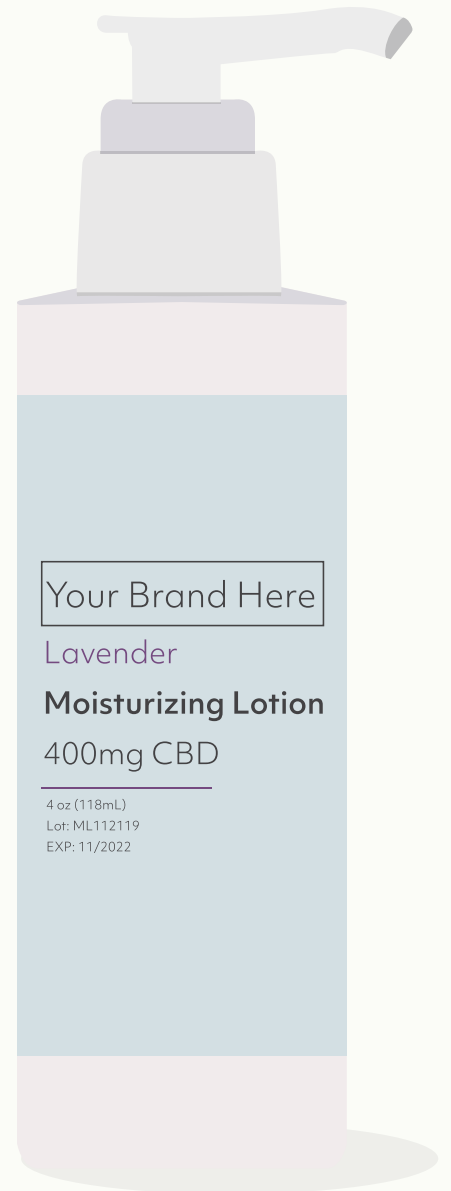 Your Brand Here
Lavender
Moisturizing Lotion
400mg CBD
4 oz (118mL)
Lot: ML112119
EXP: 11/2022